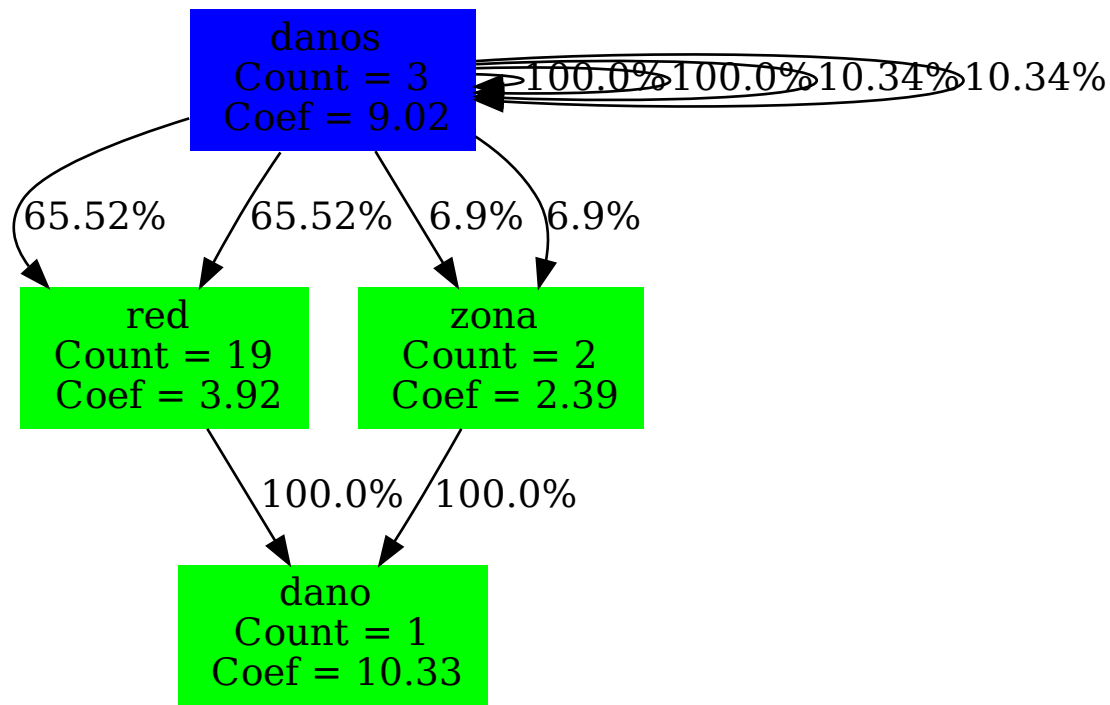 danos
Count = 3
Coef = 9.02
100.0%
100.0%
10.34%
10.34%
65.52%
65.52%
6.9%
6.9%
red
Count = 19
Coef = 3.92
zona
Count = 2
Coef = 2.39
100.0%
100.0%
dano
Count = 1
Coef = 10.33